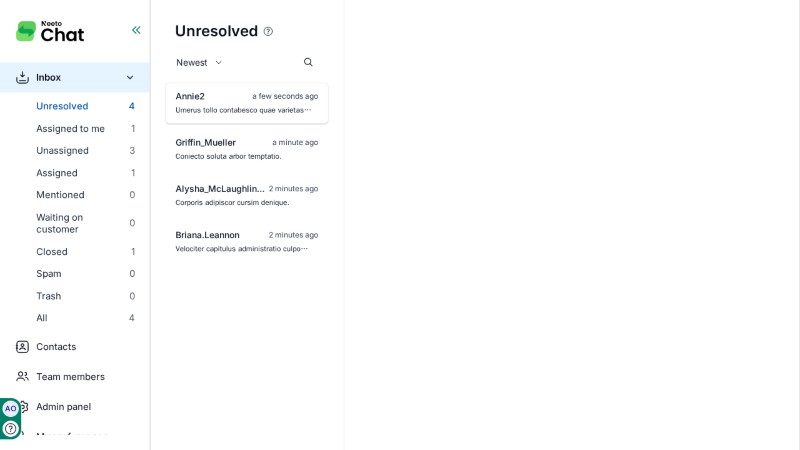 Neeto
Chat
Inbox
Unresolved 4
Assigned to me 1
Unassigned 3
Assigned 1
Mentioned 0
Waiting on
customer 0
Closed 1
Spam 0
Trash 0
All 4
Contacts
Team members
Admin panel
AO
Unresolved
Newest
Annie2 a few seconds ago
Umerus tollo contabesco quae varietas···
Griffin_Mueller a minute ago
Coniecto soluta arbor temptatio.
Alysha_McLaughlin... 2 minutes ago
Corporis adipiscor cursim denique.
Briana.Leannon 2 minutes ago
Velociter capitulus administratio culpo···